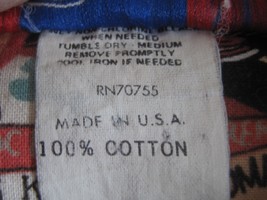 WHEN NEEDED
TUMBLE DRY - MEDIUM
REMOVE PROMPTLY
COOL IRON IF NEEDED
RN70755
MADE IN U.S.A.
100% COTTON